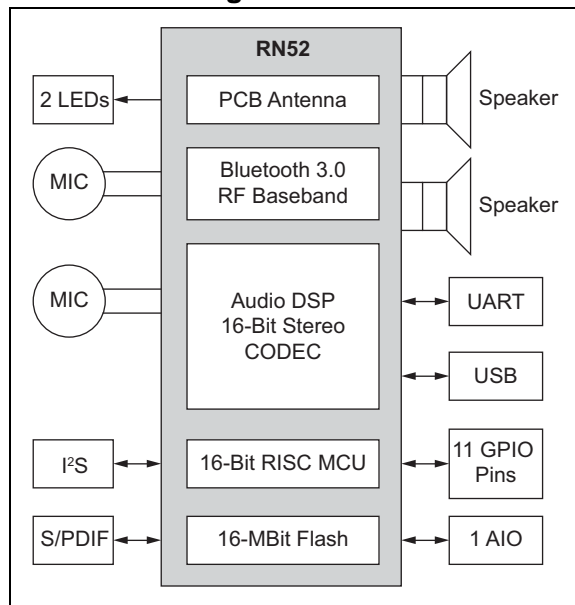 RN52
2 LEDs
PCB Antenna
Speaker
MIC
Bluetooth 3.0
RF Baseband
Speaker
MIC
Audio DSP
16-Bit Stereo
CODEC
UART
USB
I²S
16-Bit RISC MCU
11 GPIO
Pins
S/PDIF
16-MBit Flash
1 AIO